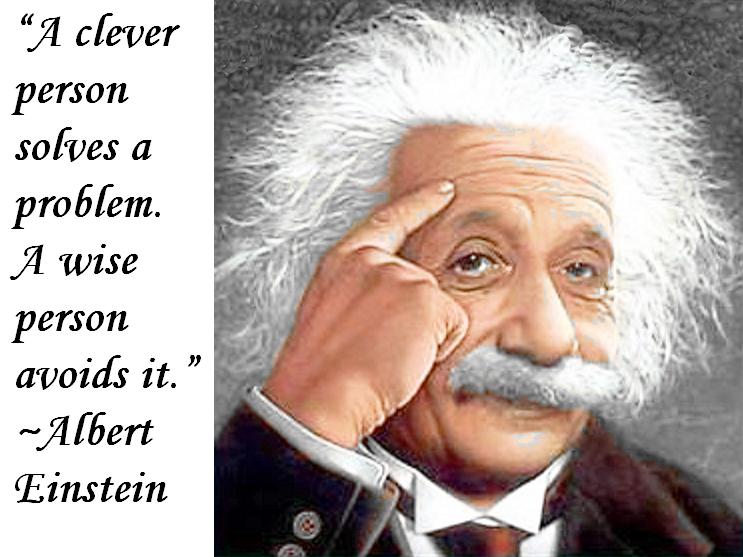 “A clever
person
solves a
problem.
A wise
person
avoids it.”
~Albert
Einstein